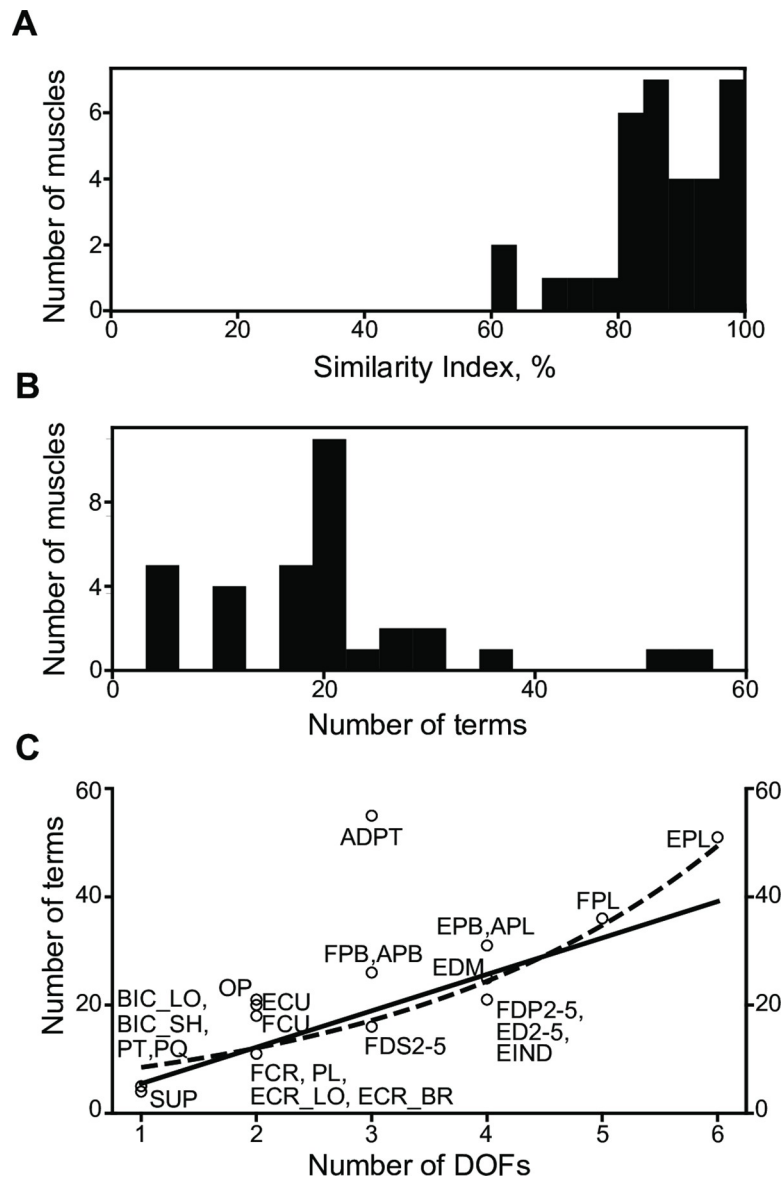 A
Number of muscles
6
4
2
0
0 20 40 60 80 100
Similarity Index, %
B
Number of muscles
8
4
0
0 20 40 60
Number of terms
C
Number of terms
60
40
20
0
60
40
20
0
ADPT
EPL
FPL
EPB,APL
FPB,APB
EDM
OP
ECU
FCU
BIC_LO,
BIC_SH,
PT,PQ
SUP
FDS2-5
FDP2-5,
ED2-5,
EIND
FCR, PL,
ECR_LO, ECR_BR
1 2 3 4 5 6
Number of DOFs